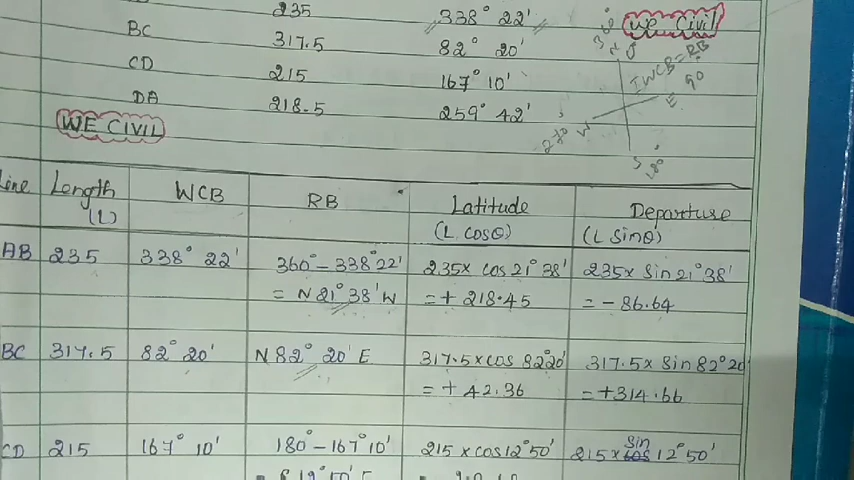 235 338° 22'
WE Civil
BC 317.5 82° 20'
N 0°
IWCB=RB
CD 215 167° 10'
90
E
DA 218.5 259° 42'
270° W
S 180°
WE CIVIL
Line Length (L) WCB RB Latitude (L cosθ) Departure (L sinθ)
AB 235 338° 22' 360° - 338°22' 235 x cos 21° 38' 235 x sin 21° 38'
= N 21° 38' W = + 218.45 = - 86.64
BC 317.5 82° 20' N 82° 20' E 317.5 x cos 82°20' 317.5 x sin 82° 20'
= + 42.36 = +314.66
CD 215 167° 10' 180° - 167° 10' 215 x cos 12° 50' 215 x sin 12° 50'